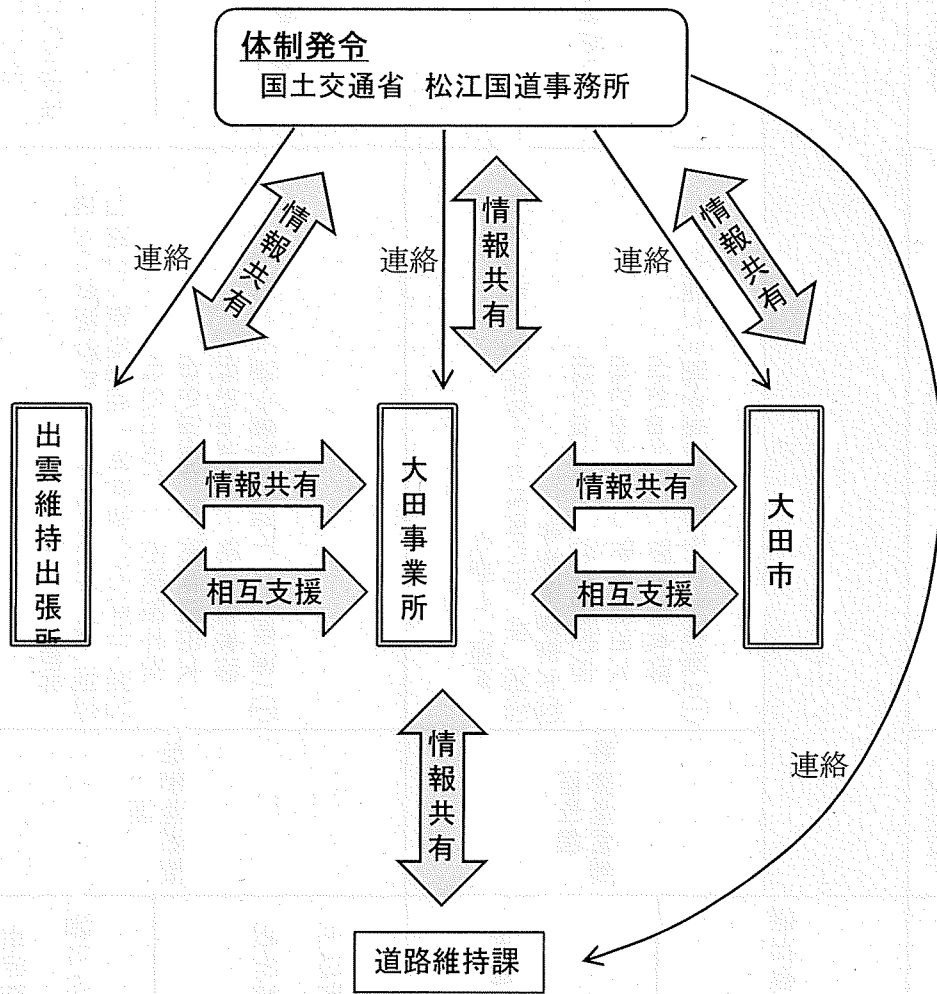 体制発令
国土交通省 松江国道事務所
連絡
情報共有
連絡
情報共有
連絡
情報共有
出雲維持出張所
情報共有
相互支援
大田事業所
情報共有
相互支援
大田市
情報共有
連絡
道路維持課